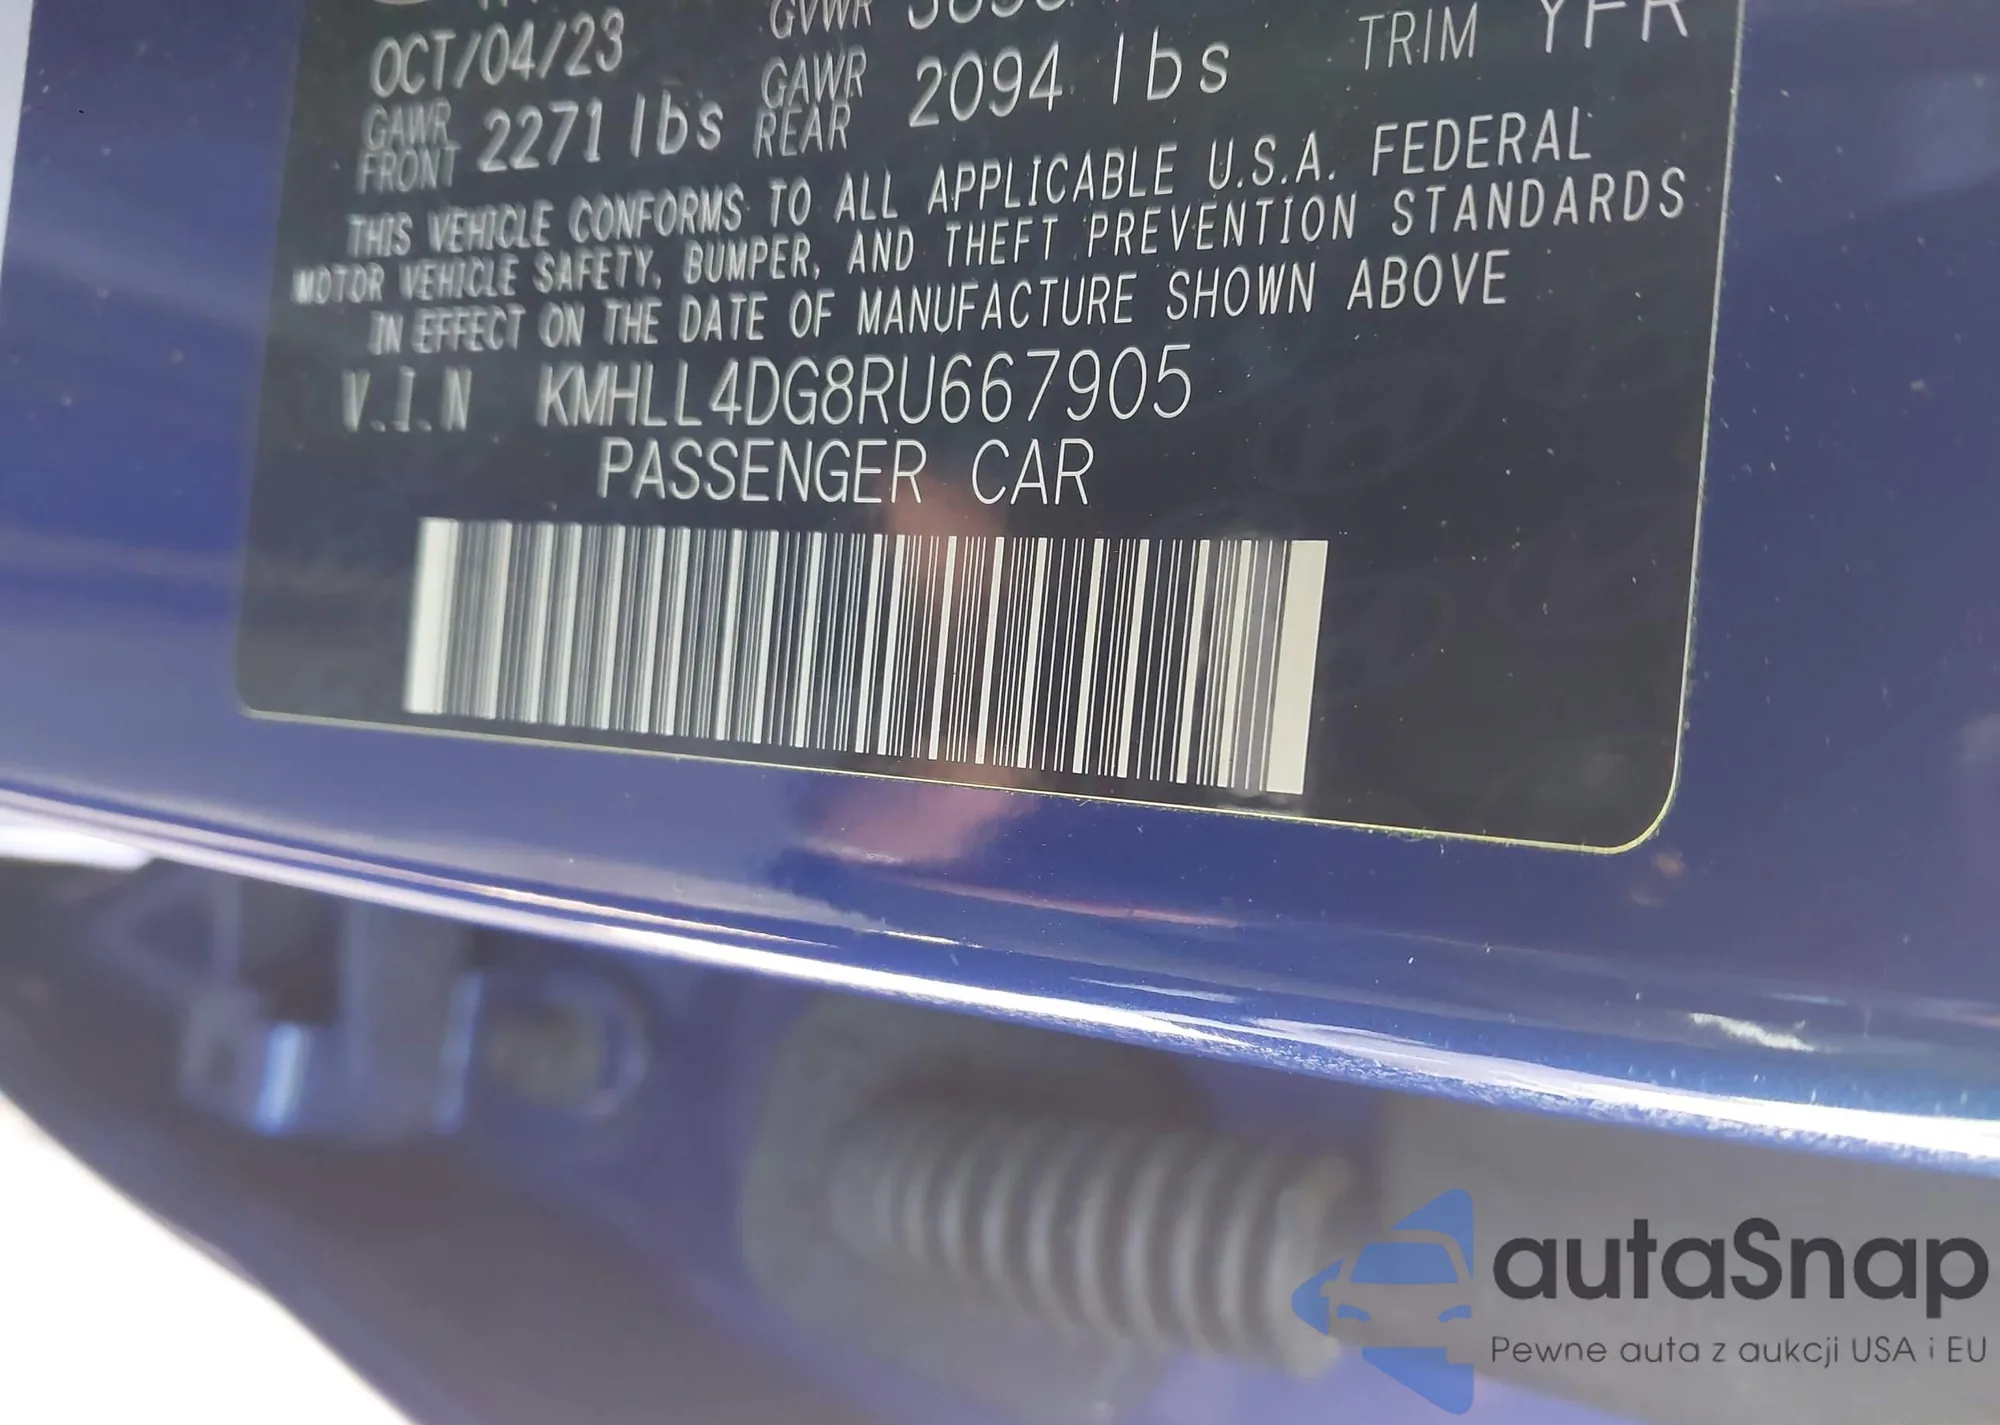 OCT/04/23
GVWR
GAWR FRONT 2271 lbs GAWR REAR 2094 lbs TRIM YFR
THIS VEHICLE CONFORMS TO ALL APPLICABLE U.S.A. FEDERAL
MOTOR VEHICLE SAFETY, BUMPER, AND THEFT PREVENTION STANDARDS
IN EFFECT ON THE DATE OF MANUFACTURE SHOWN ABOVE
V.I.N KMHLL4DG8RU667905
PASSENGER CAR
autaSnap
Pewne auta z aukcji USA i EU